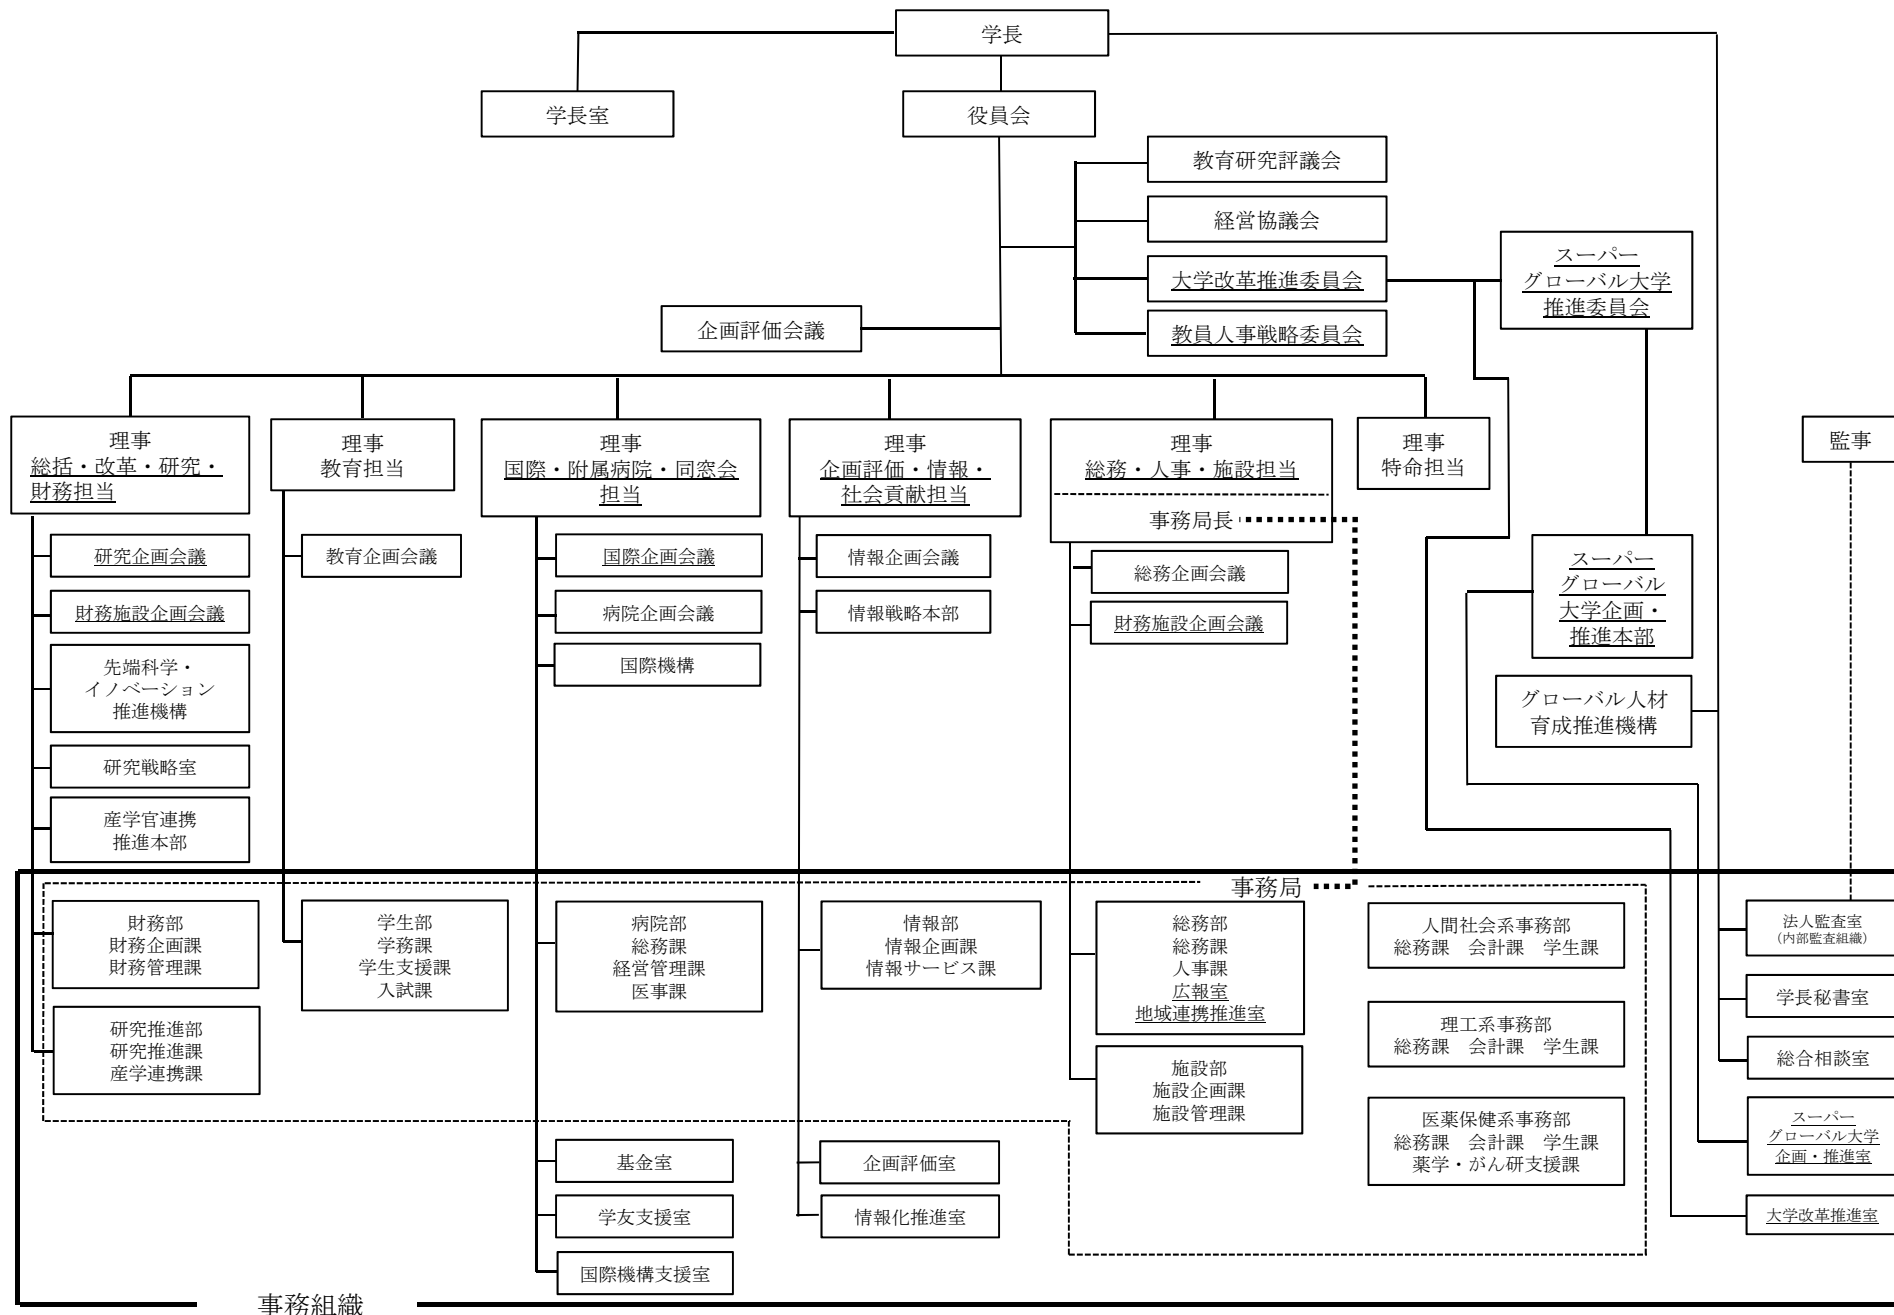 学長
学長室
役員会
教育研究評議会
経営協議会
大学改革推進委員会
教員人事戦略委員会
スーパー
グローバル大学
推進委員会
企画評価会議
理事
総括・改革・研究・
財務担当
理事
教育担当
理事
国際・附属病院・同窓会
担当
理事
企画評価・情報・
社会貢献担当
理事
総務・人事・施設担当
事務局長
理事
特命担当
監事
研究企画会議
財務施設企画会議
先端科学・
イノベーション
推進機構
研究戦略室
産学官連携
推進本部
教育企画会議
国際企画会議
病院企画会議
国際機構
情報企画会議
情報戦略本部
総務企画会議
財務施設企画会議
スーパー
グローバル
大学企画・
推進本部
グローバル人材
育成推進機構
事務局
財務部
財務企画課
財務管理課
研究推進部
研究推進課
産学連携課
学生部
学務課
学生支援課
入試課
病院部
総務課
経営管理課
医事課
情報部
情報企画課
情報サービス課
総務部
総務課
人事課
広報室
地域連携推進室
施設部
施設企画課
施設管理課
人間社会系事務部
総務課　会計課　学生課
理工系事務部
総務課　会計課　学生課
医薬保健系事務部
総務課　会計課　学生課
薬学・がん研支援課
法人監査室
（内部監査組織）
学長秘書室
総合相談室
スーパー
グローバル大学
企画・推進室
大学改革推進室
基金室
学友支援室
国際機構支援室
企画評価室
情報化推進室
事務組織